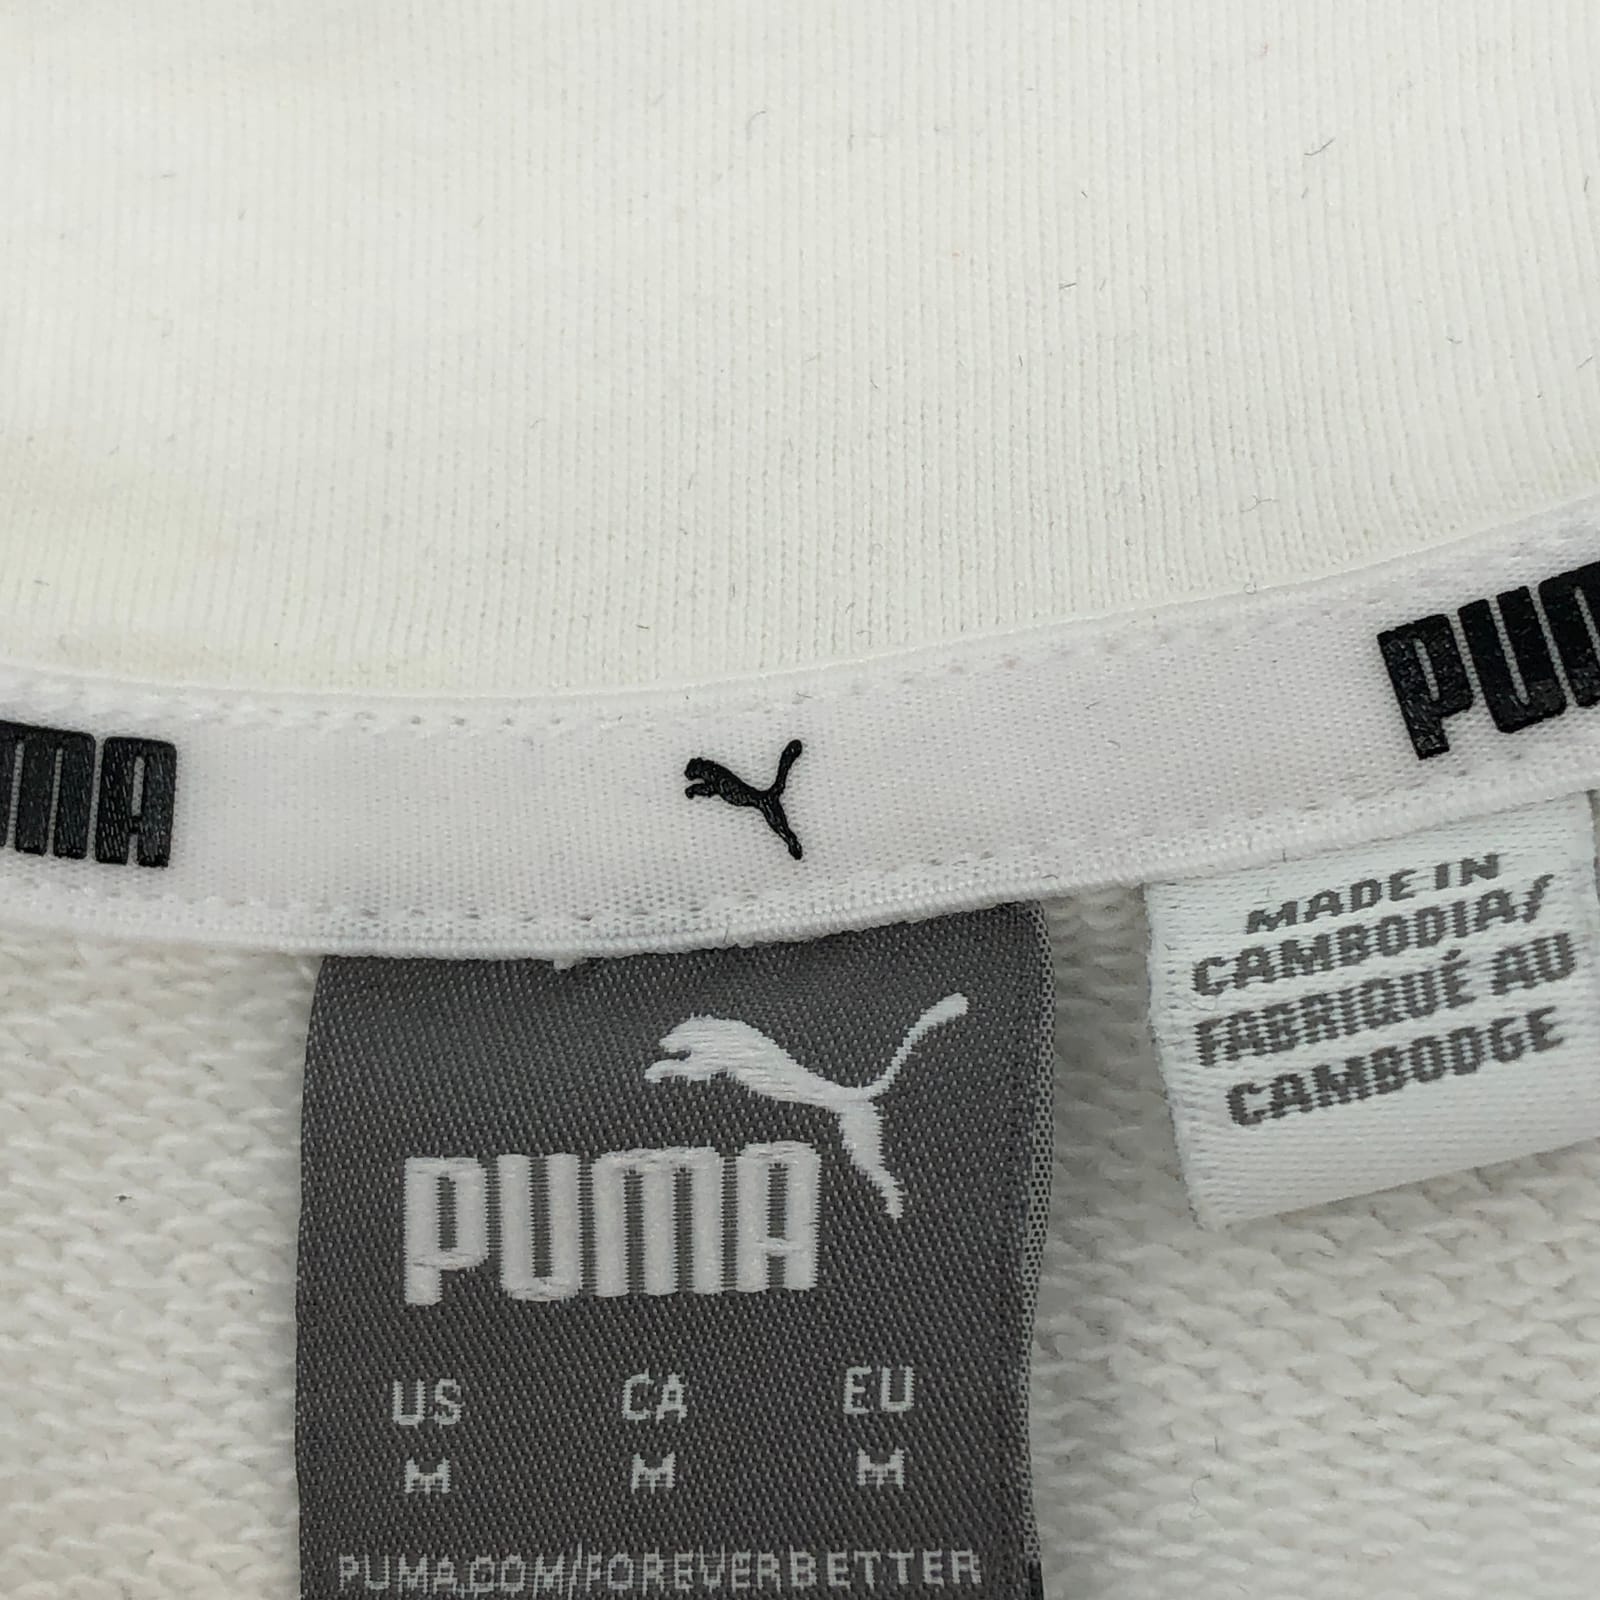 PUMA
PUMA
MADE IN
CAMBODIA/
FABRIQUÉ AU
CAMBODGE
PUMA
US CA EU
M M M
PUMA.COM/FOREVERBETTER